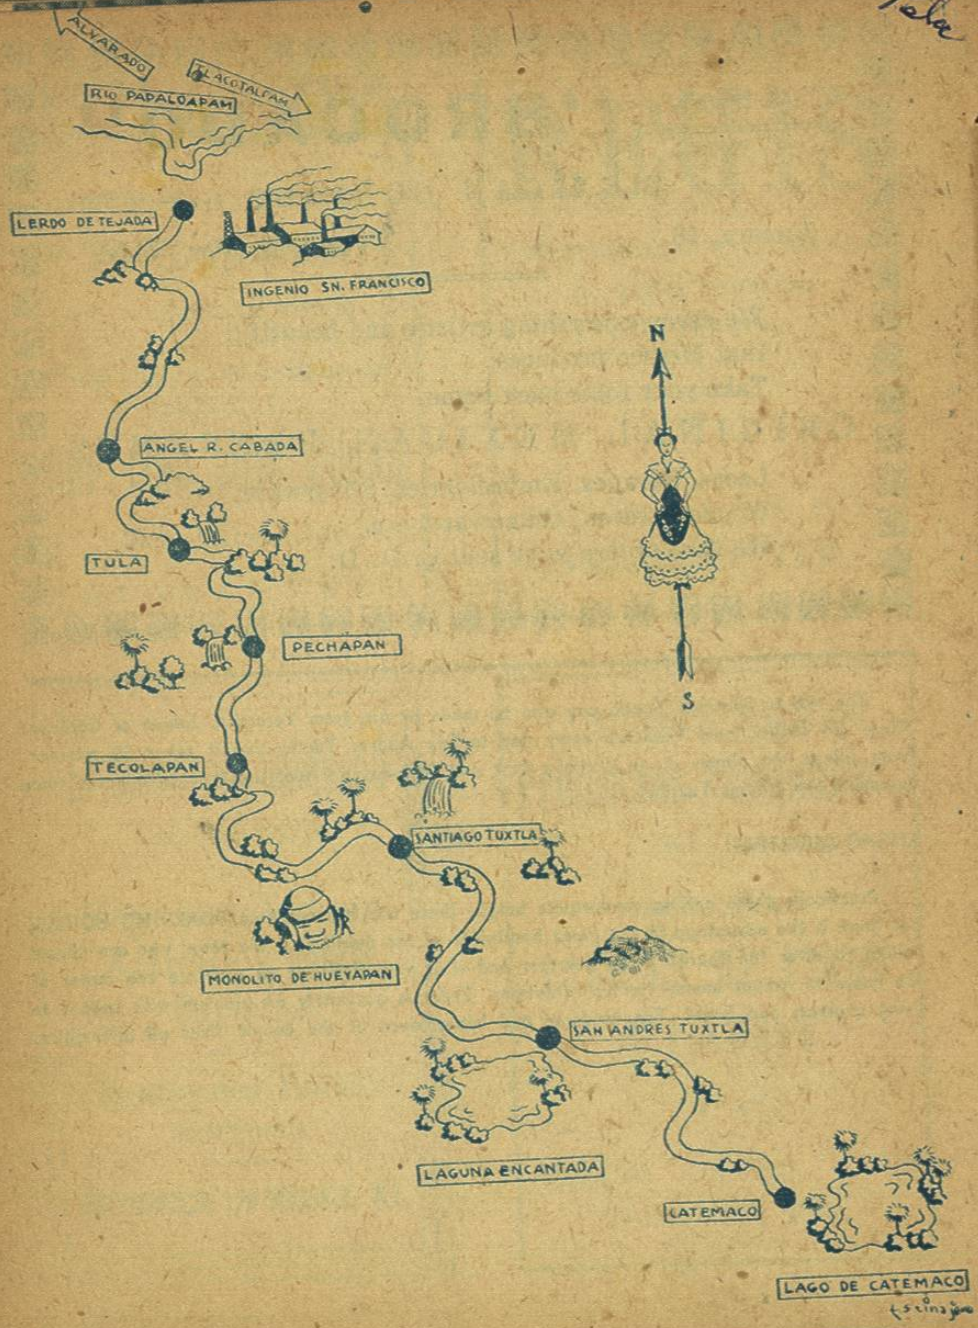 ALVARADO
TLACOTALPAM
RIO PAPALOAPAM
LERDO DE TEJADA
INGENIO SN. FRANCISCO
N
ANGEL R. CABADA
TULA
PECHAPAN
S
TECOLAPAN
SANTIAGO TUXTLA
MONOLITO DE HUEYAPAN
SAN ANDRES TUXTLA
LAGUNA ENCANTADA
CATEMACO
LAGO DE CATEMACO